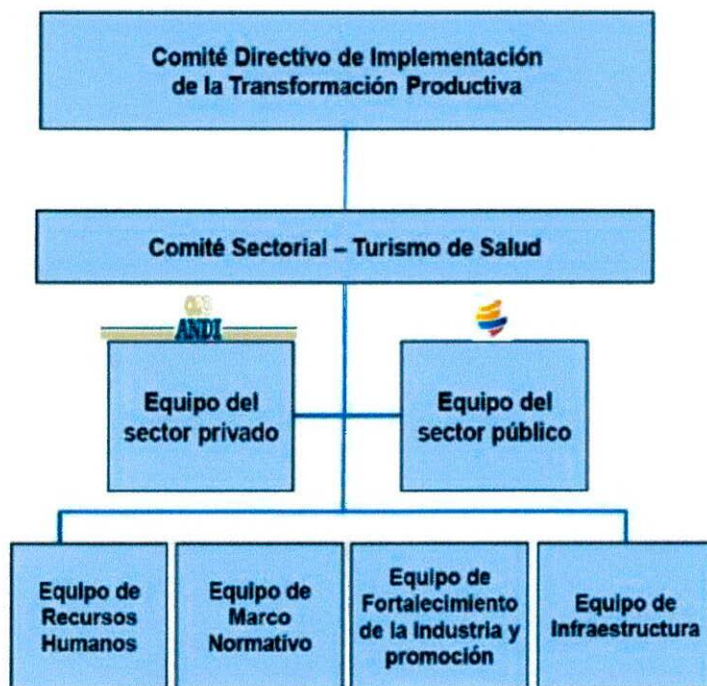 Comité Directivo de Implementación
de la Transformación Productiva
Comité Sectorial – Turismo de Salud
ANDI
Equipo del
sector privado
Equipo del
sector público
Equipo de
Recursos
Humanos
Equipo de
Marco
Normativo
Equipo de
Fortalecimiento
de la Industria y
promoción
Equipo de
Infraestructura